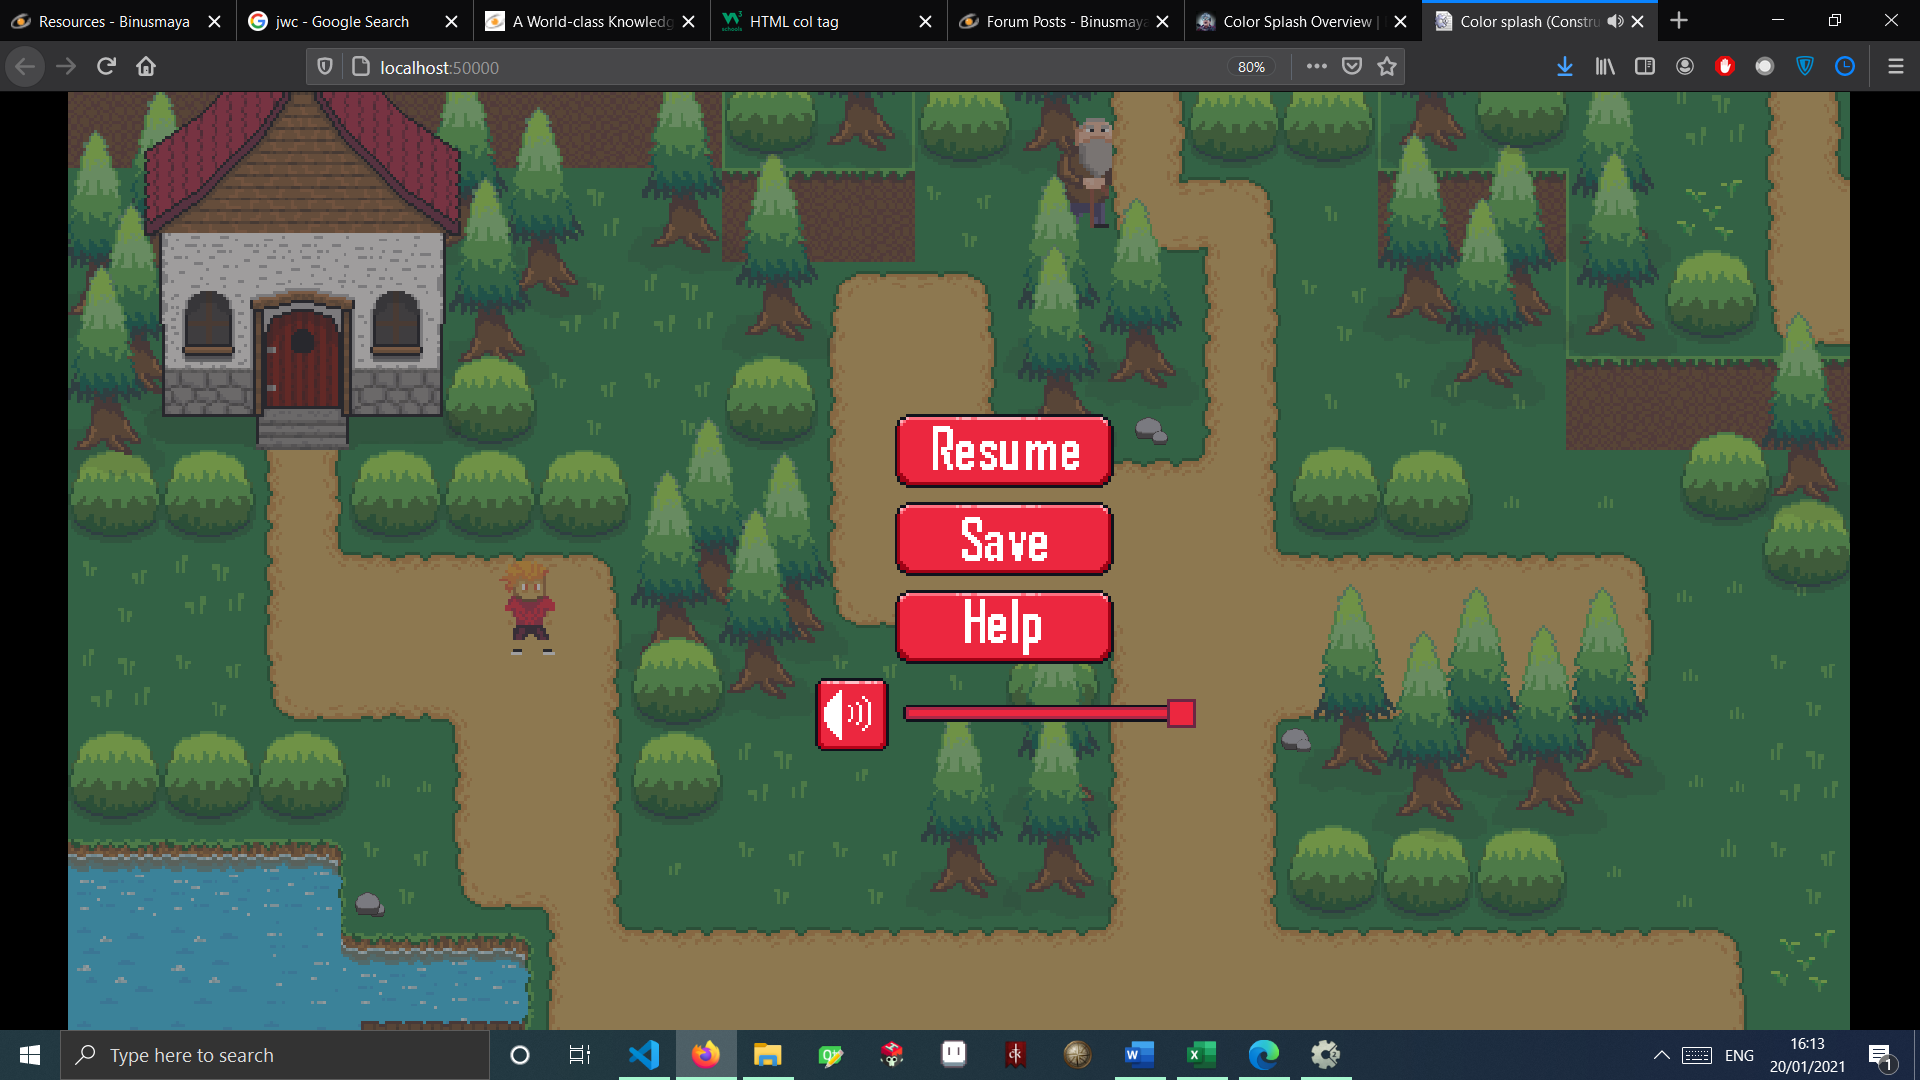 Resources - Binusmaya
jwc - Google Search
A World-class Knowledg
HTML col tag
Forum Posts - Binusmaya
Color Splash Overview |
Color splash (Constru
localhost:50000
80%
Resume
Save
Help
Type here to search
ENG
16:13
20/01/2021
1